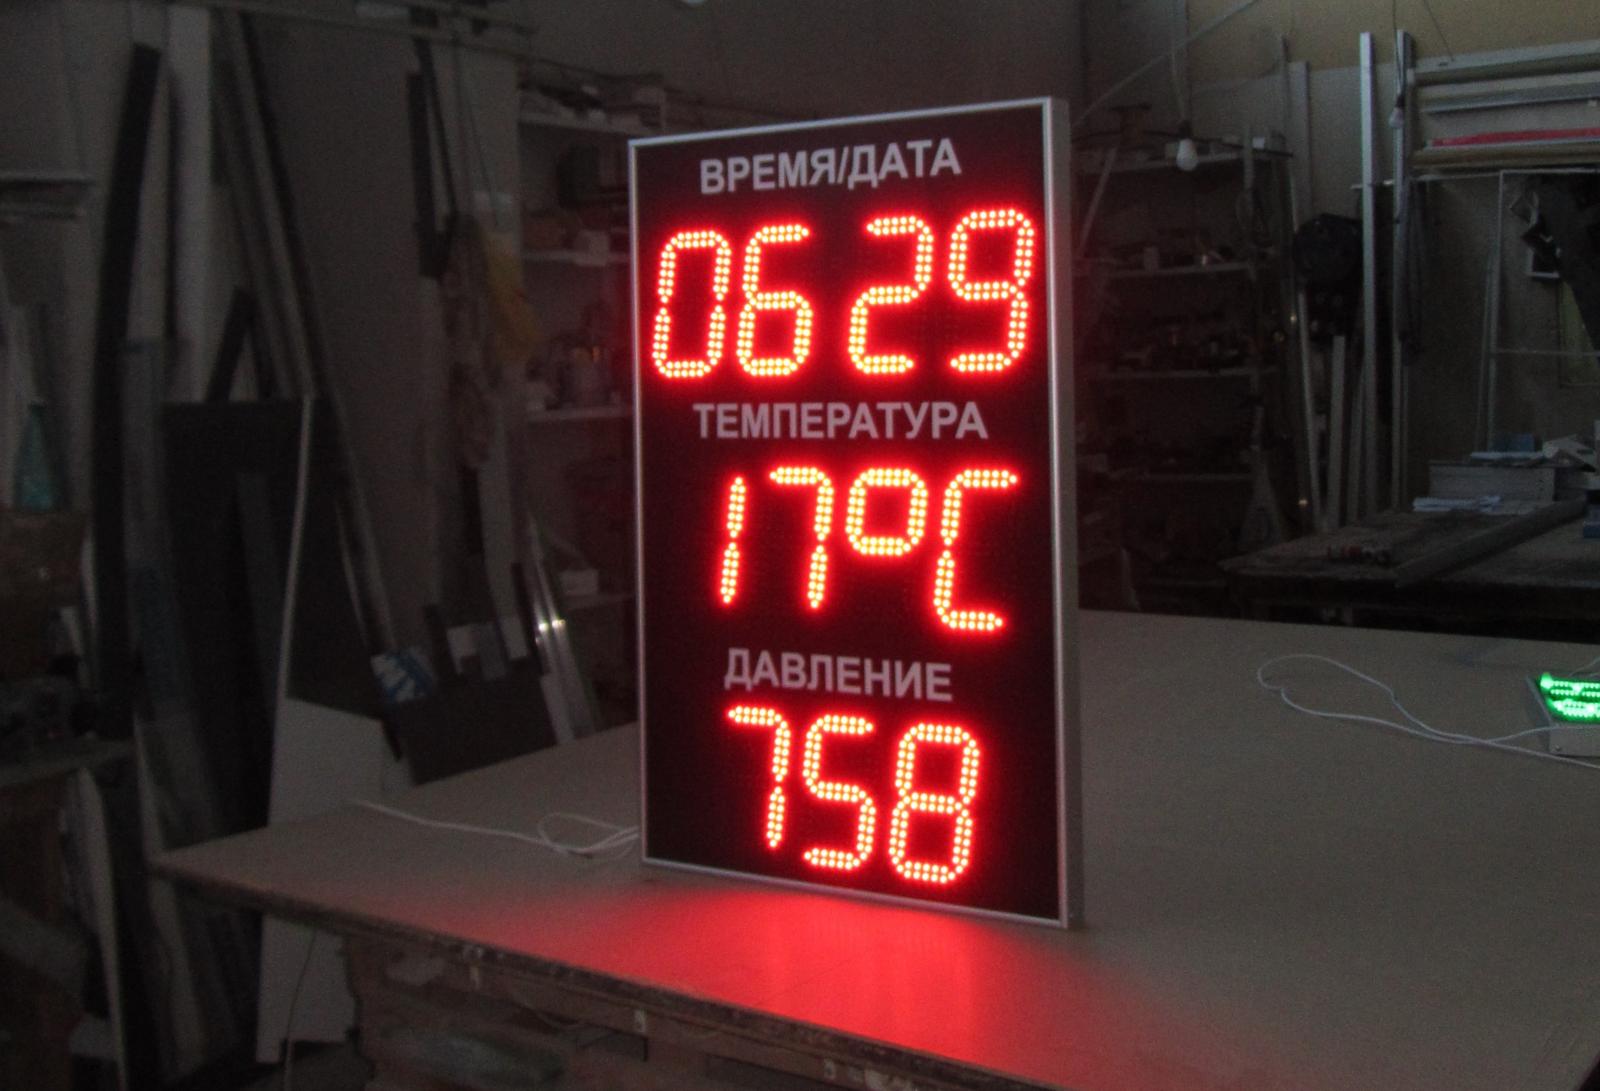 ВРЕМЯ/ДАТА
06 29
ТЕМПЕРАТУРА
17°C
ДАВЛЕНИЕ
758